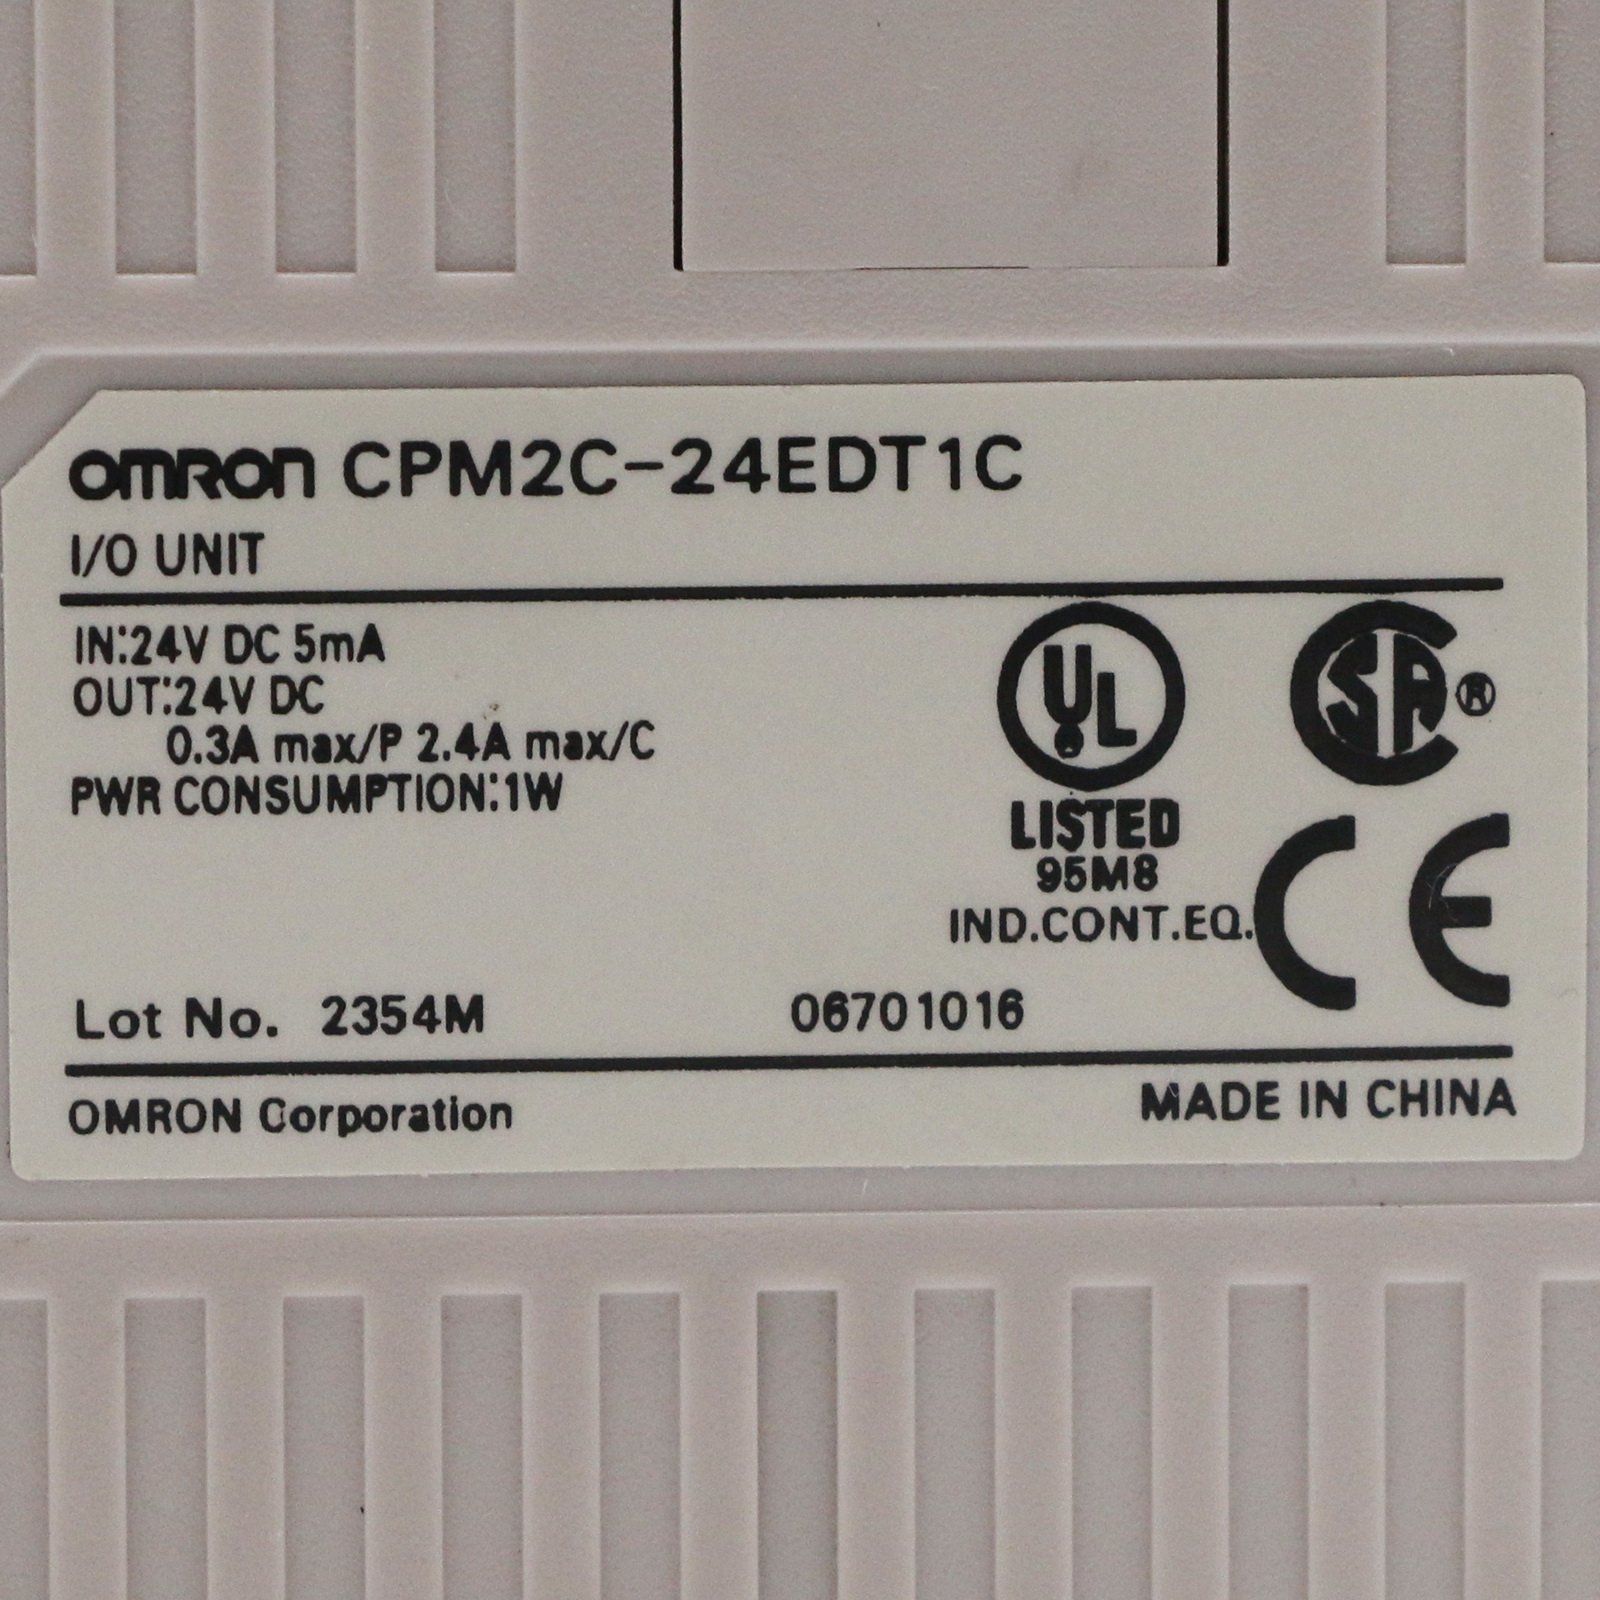 OMRON CPM2C-24EDT1C
I/O UNIT
IN:24V DC 5mA
OUT:24V DC
0.3A max/P 2.4A max/C
PWR CONSUMPTION:1W
UL
SA ®
LISTED
95M8
IND.CONT.EQ.
CE
Lot No. 2354M 06701016
OMRON Corporation MADE IN CHINA